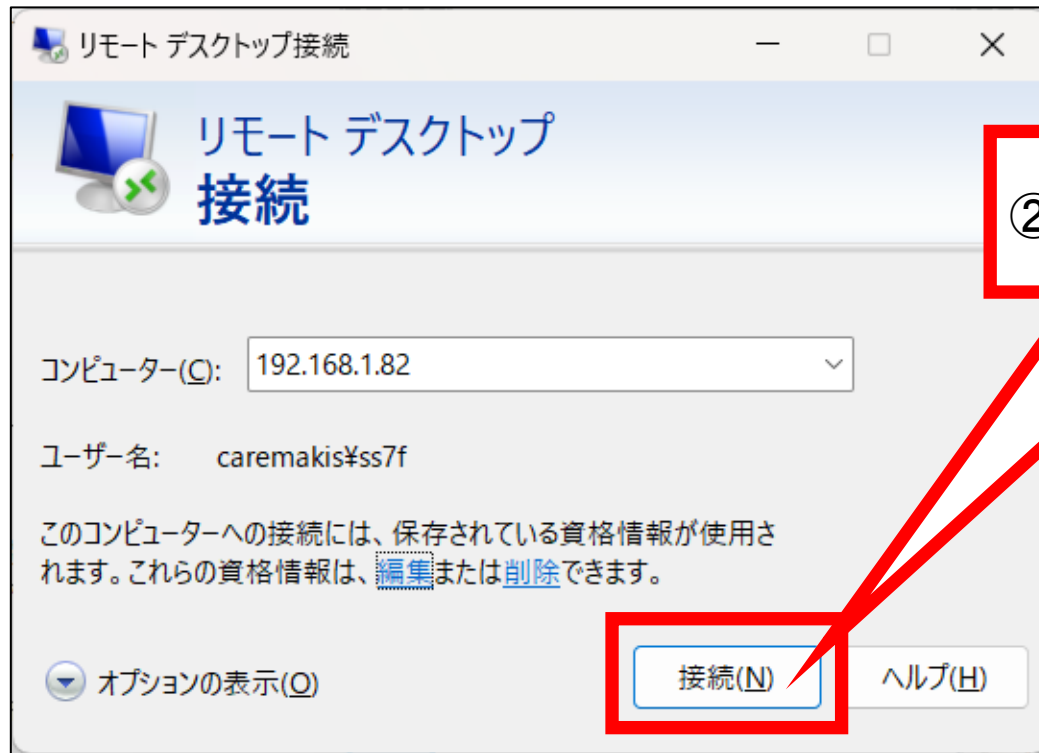 リモート デスクトップ接続
リモート デスクトップ
接続
②
コンピューター(C): 192.168.1.82
ユーザー名: caremakis¥ss7f
このコンピューターへの接続には、保存されている資格情報が使用さ
れます。これらの資格情報は、編集または削除できます。
オプションの表示(O) 接続(N) ヘルプ(H)